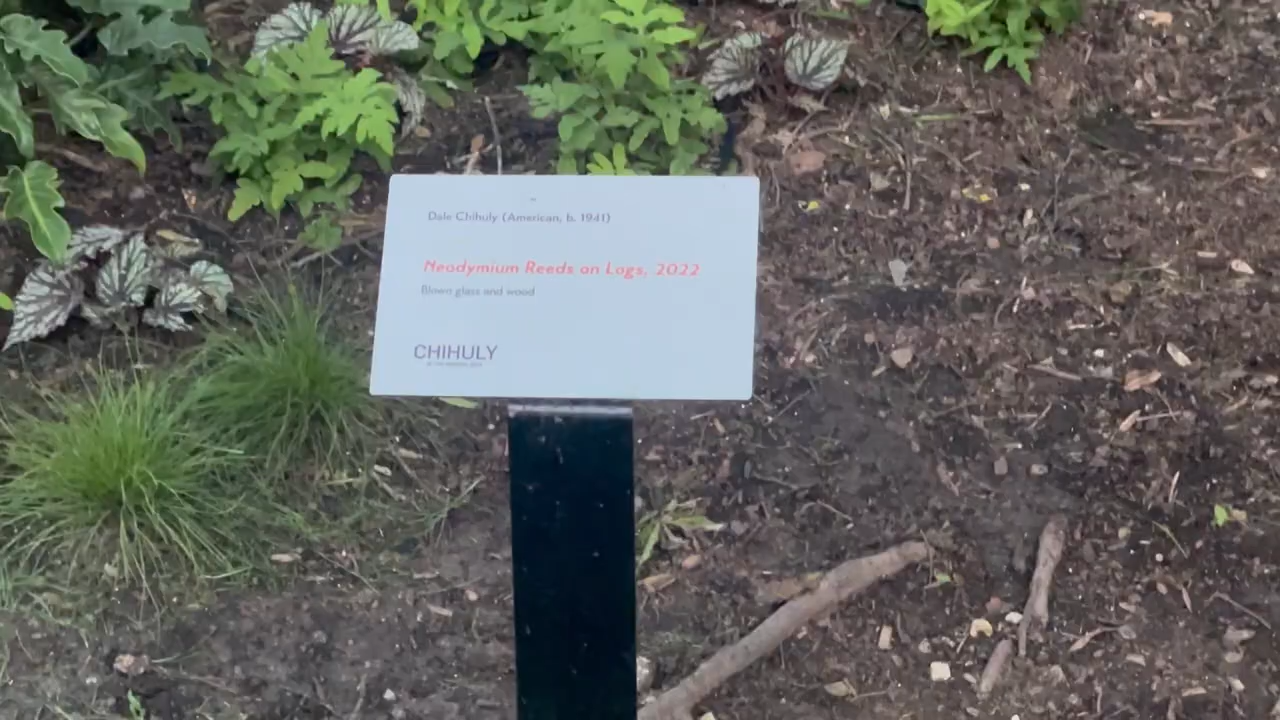 Dale Chihuly (American, b. 1941)
Neodymium Reeds on Logs, 2022
Blown glass and wood
CHIHULY